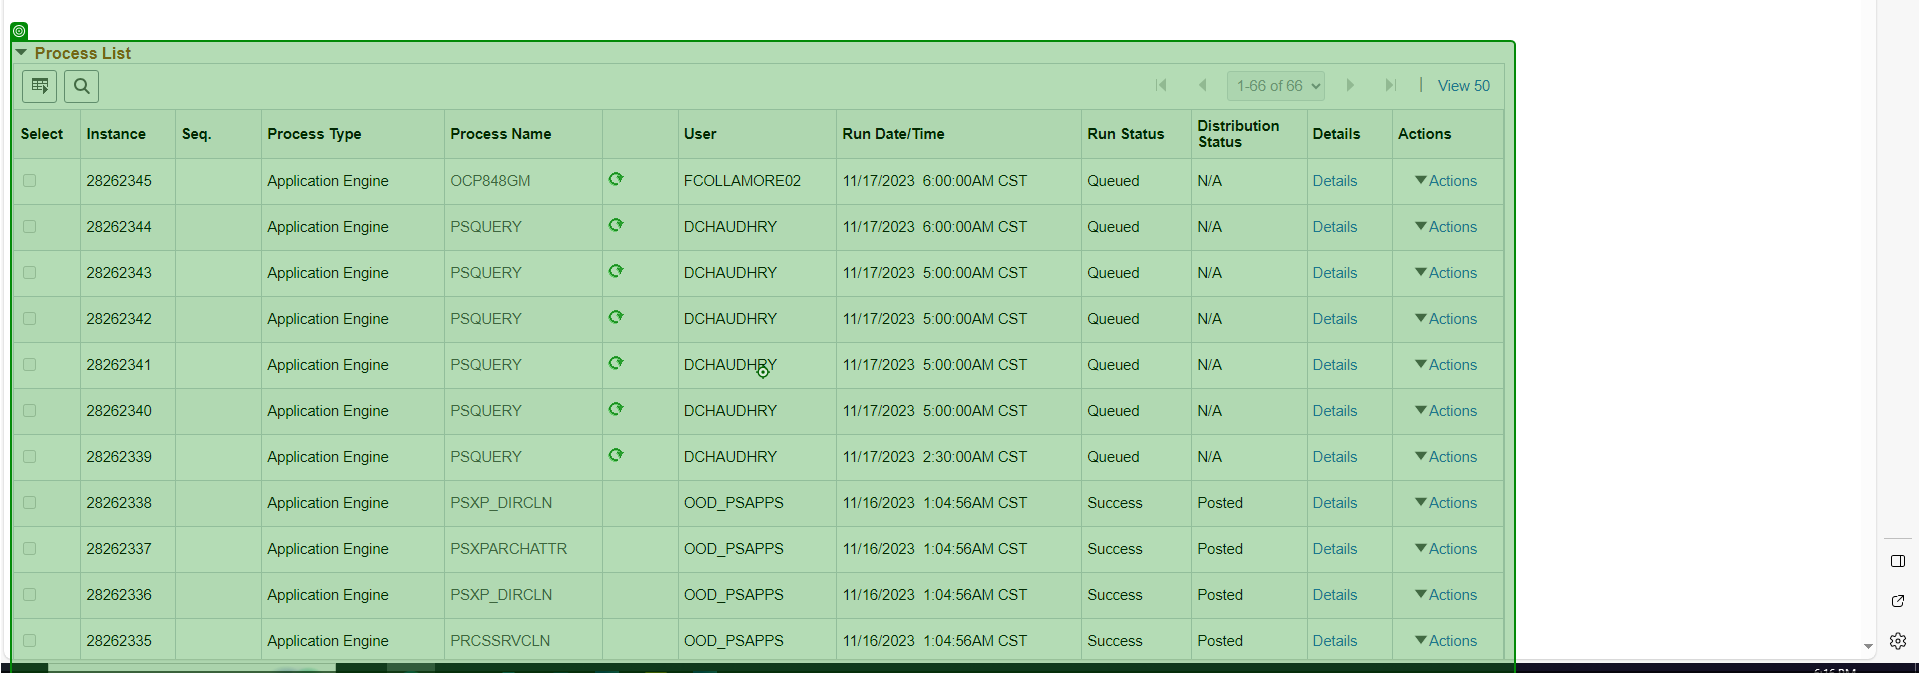 Process List
1-66 of 66 | View 50
Select Instance Seq. Process Type Process Name User Run Date/Time Run Status Distribution Status Details Actions
28262345 Application Engine OCP848GM FCOLLAMORE02 11/17/2023 6:00:00AM CST Queued N/A Details Actions
28262344 Application Engine PSQUERY DCHAUDHRY 11/17/2023 6:00:00AM CST Queued N/A Details Actions
28262343 Application Engine PSQUERY DCHAUDHRY 11/17/2023 5:00:00AM CST Queued N/A Details Actions
28262342 Application Engine PSQUERY DCHAUDHRY 11/17/2023 5:00:00AM CST Queued N/A Details Actions
28262341 Application Engine PSQUERY DCHAUDHRY 11/17/2023 5:00:00AM CST Queued N/A Details Actions
28262340 Application Engine PSQUERY DCHAUDHRY 11/17/2023 5:00:00AM CST Queued N/A Details Actions
28262339 Application Engine PSQUERY DCHAUDHRY 11/17/2023 2:30:00AM CST Queued N/A Details Actions
28262338 Application Engine PSXP_DIRCLN OOD_PSAPPS 11/16/2023 1:04:56AM CST Success Posted Details Actions
28262337 Application Engine PSXPARCHATTR OOD_PSAPPS 11/16/2023 1:04:56AM CST Success Posted Details Actions
28262336 Application Engine PSXP_DIRCLN OOD_PSAPPS 11/16/2023 1:04:56AM CST Success Posted Details Actions
28262335 Application Engine PRCSSRVCLN OOD_PSAPPS 11/16/2023 1:04:56AM CST Success Posted Details Actions